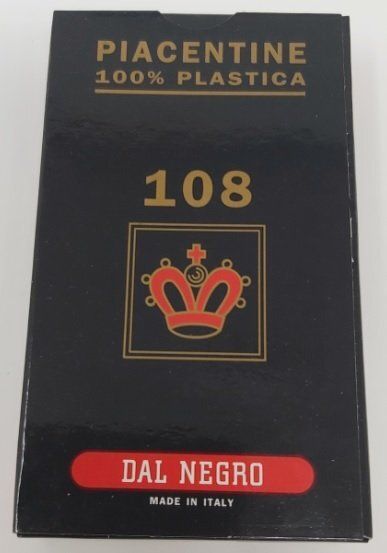 PIACENTINE
100% PLASTICA
108
DAL NEGRO
MADE IN ITALY